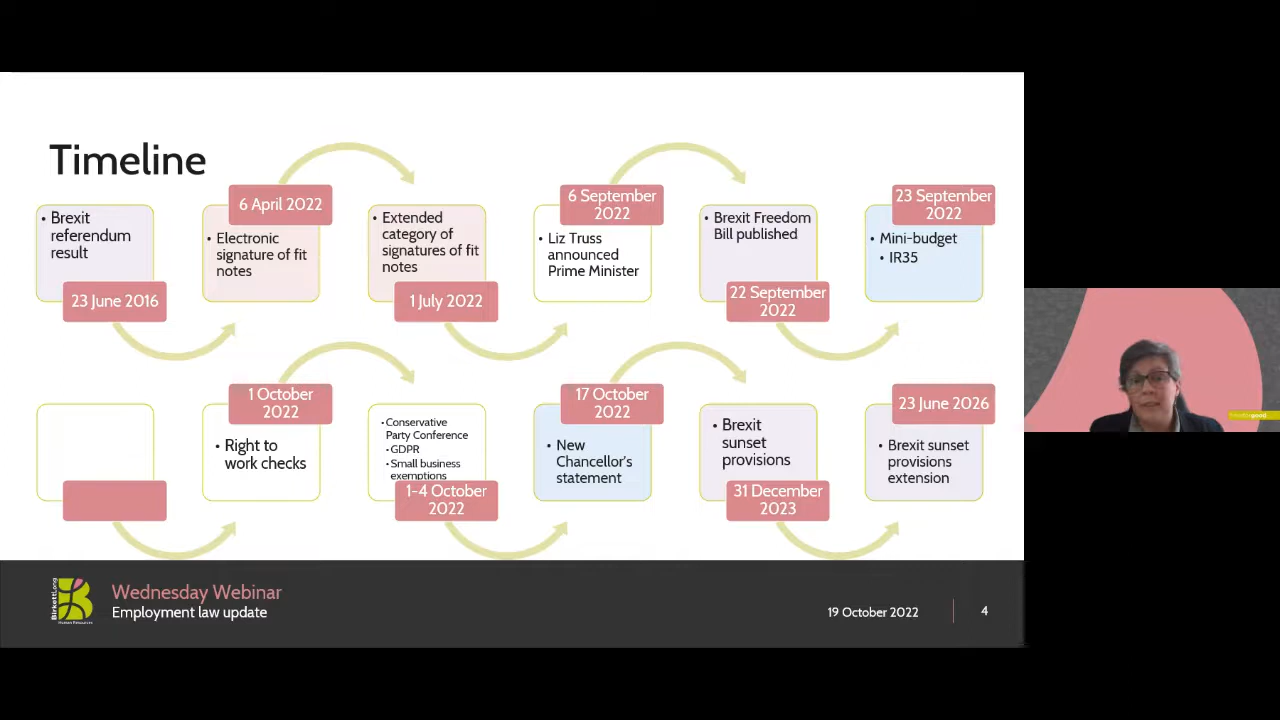 Timeline
• Brexit
referendum
result
23 June 2016
6 April 2022
• Electronic
signature of fit
notes
• Extended
category of
signatures of fit
notes
1 July 2022
6 September
2022
• Liz Truss
announced
Prime Minister
• Brexit Freedom
Bill published
22 September
2022
23 September
2022
• Mini-budget
• IR35
1 October
2022
• Right to
work checks
• Conservative
Party Conference
• GDPR
• Small business
exemptions
1-4 October
2022
17 October
2022
• New
Chancellor's
statement
• Brexit
sunset
provisions
31 December
2023
23 June 2026
• Brexit sunset
provisions
extension
BirkettLong
Human Resources
Wednesday Webinar
Employment law update
19 October 2022
4